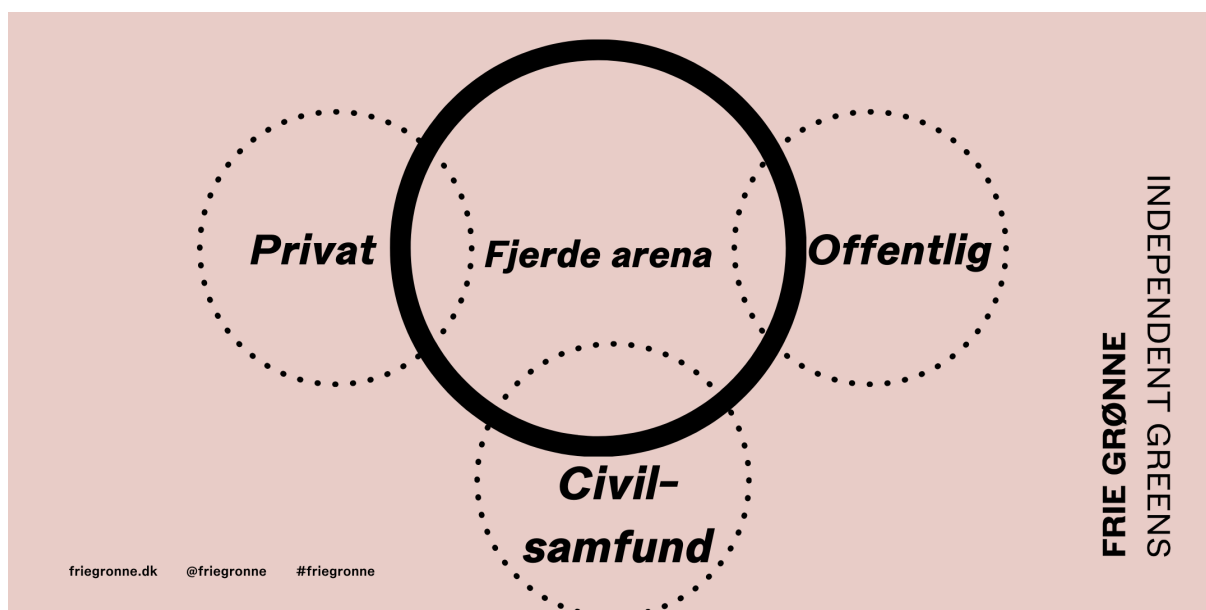 Privat
Fjerde arena
Offentlig
Civil-
samfund
friegronne.dk @friegronne #friegronne
FRIE GRØNNE
INDEPENDENT GREENS